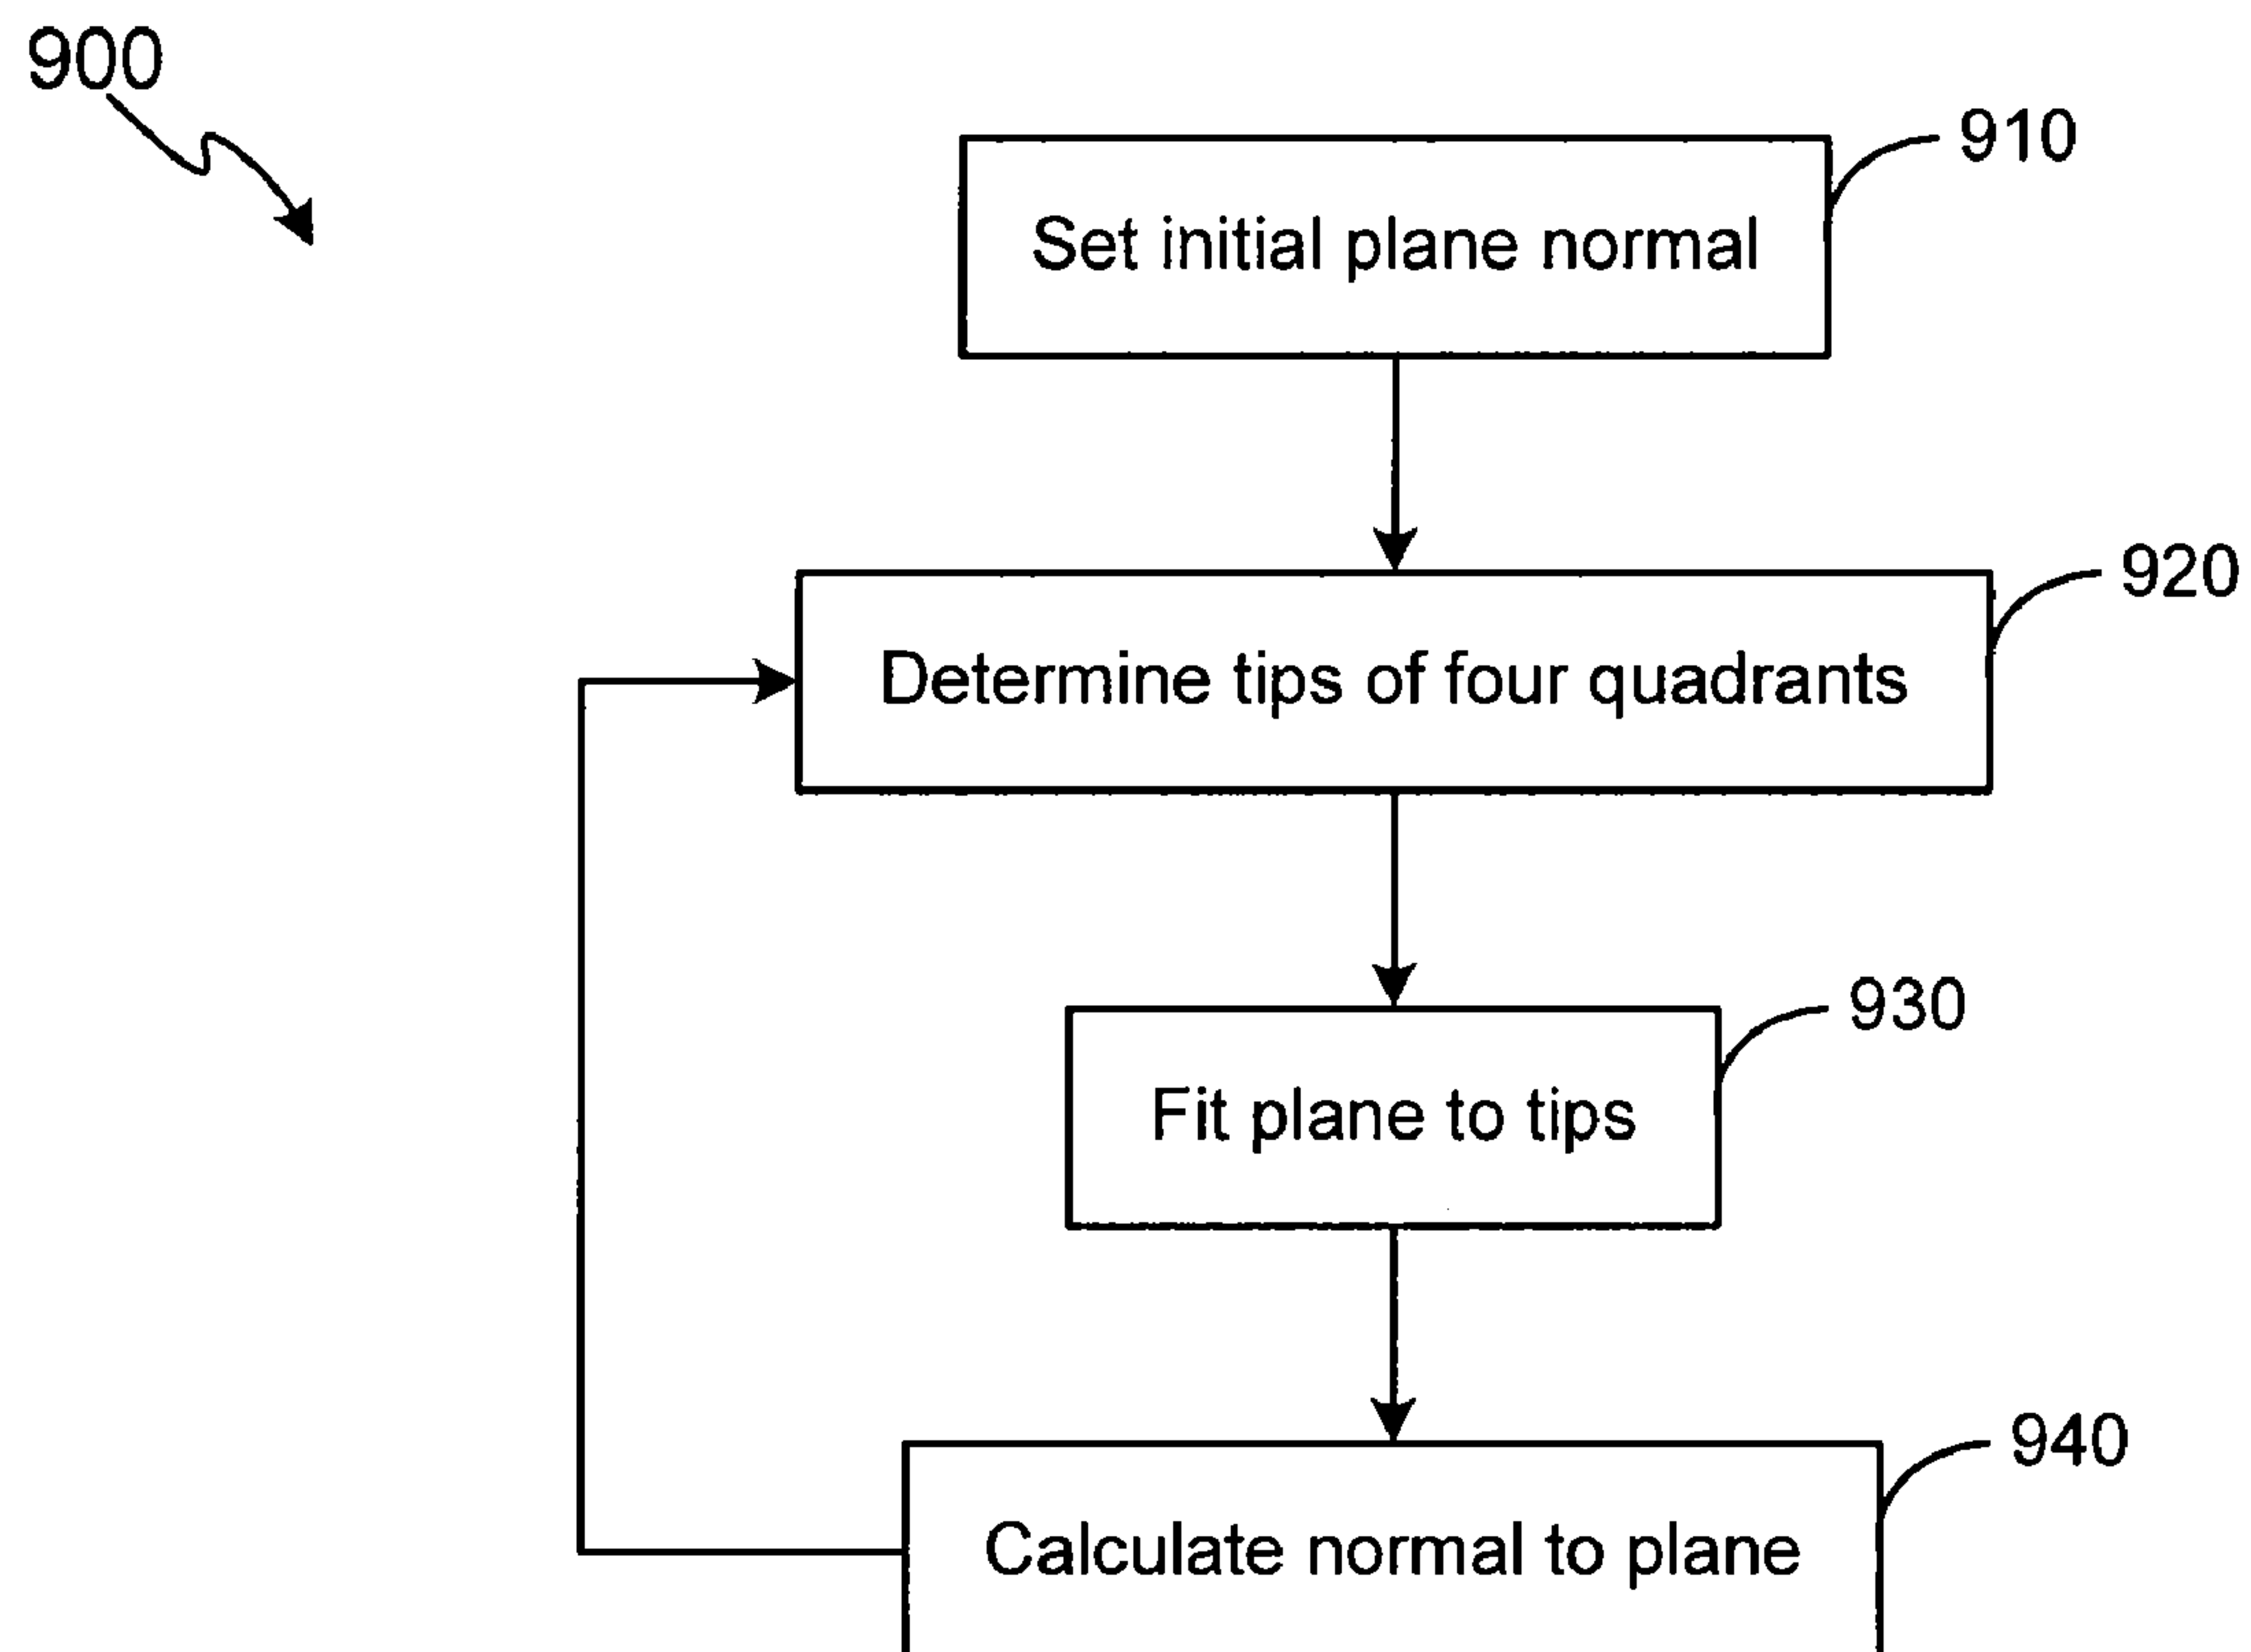 900
910
Set initial plane normal
920
Determine tips of four quadrants
930
Fit plane to tips
940
Calculate normal to plane